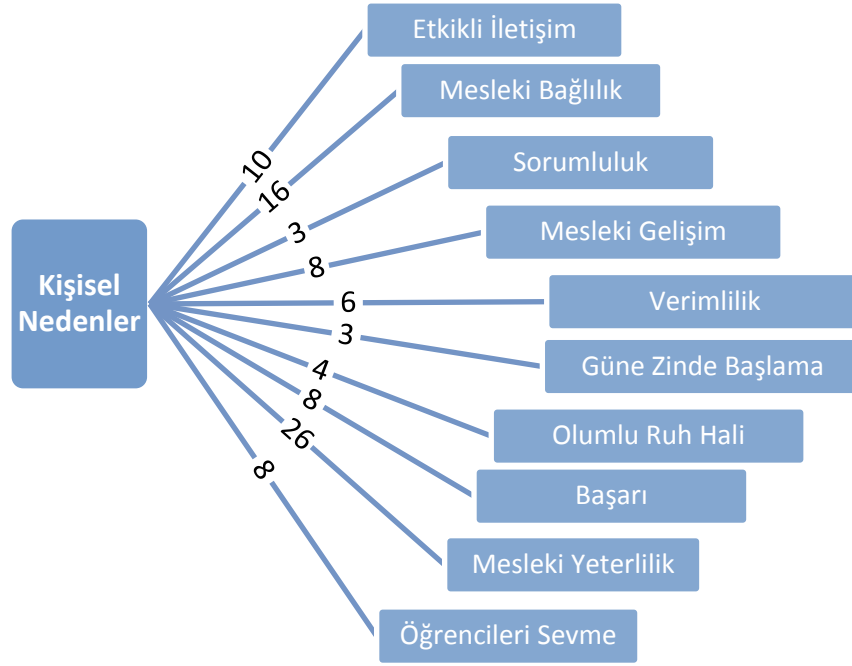 Etkikli İletişim
Mesleki Bağlılık
Sorumluluk
Mesleki Gelişim
Verimlilik
Güne Zinde Başlama
Olumlu Ruh Hali
Başarı
Mesleki Yeterlilik
Öğrencileri Sevme
Kişisel
Nedenler
10
16
3
8
6
3
4
8
26
8